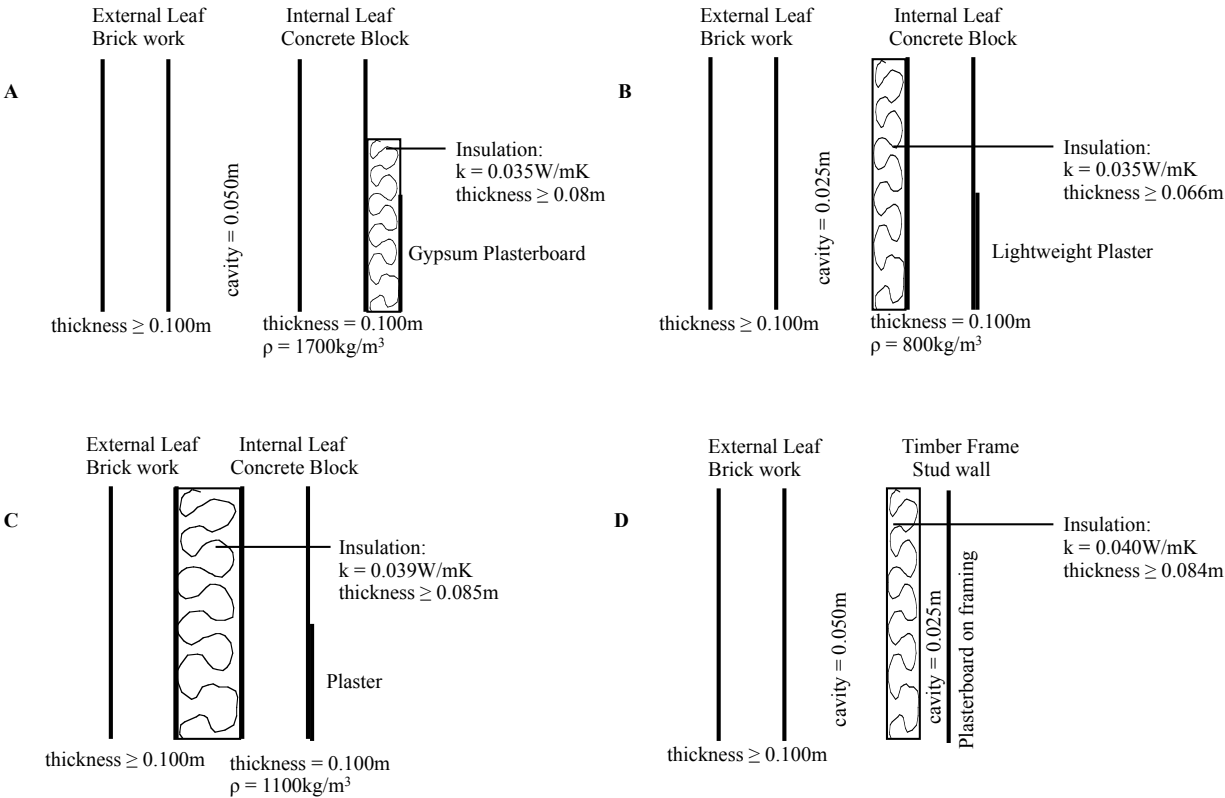 A
External Leaf
Brick work
Internal Leaf
Concrete Block
cavity = 0.050m
Insulation:
k = 0.035W/mK
thickness ≥ 0.08m
Gypsum Plasterboard
thickness ≥ 0.100m
thickness = 0.100m
ρ = 1700kg/m³
B
External Leaf
Brick work
Internal Leaf
Concrete Block
cavity = 0.025m
Insulation:
k = 0.035W/mK
thickness ≥ 0.066m
Lightweight Plaster
thickness ≥ 0.100m
thickness = 0.100m
ρ = 800kg/m³
C
External Leaf
Brick work
Internal Leaf
Concrete Block
Insulation:
k = 0.039W/mK
thickness ≥ 0.085m
Plaster
thickness ≥ 0.100m
thickness = 0.100m
ρ = 1100kg/m³
D
External Leaf
Brick work
Timber Frame
Stud wall
cavity = 0.050m
cavity = 0.025m
Plasterboard on framing
Insulation:
k = 0.040W/mK
thickness ≥ 0.084m
thickness ≥ 0.100m